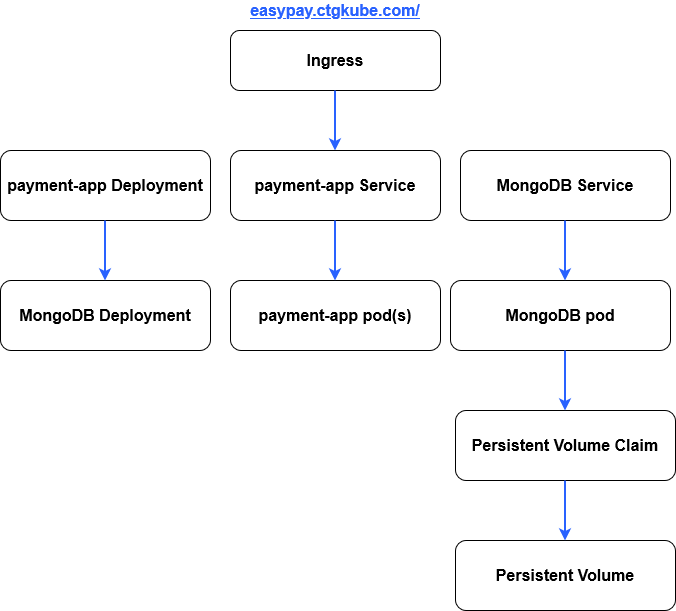 easypay.ctgkube.com/
Ingress
payment-app Deployment
payment-app Service
MongoDB Service
MongoDB Deployment
payment-app pod(s)
MongoDB pod
Persistent Volume Claim
Persistent Volume